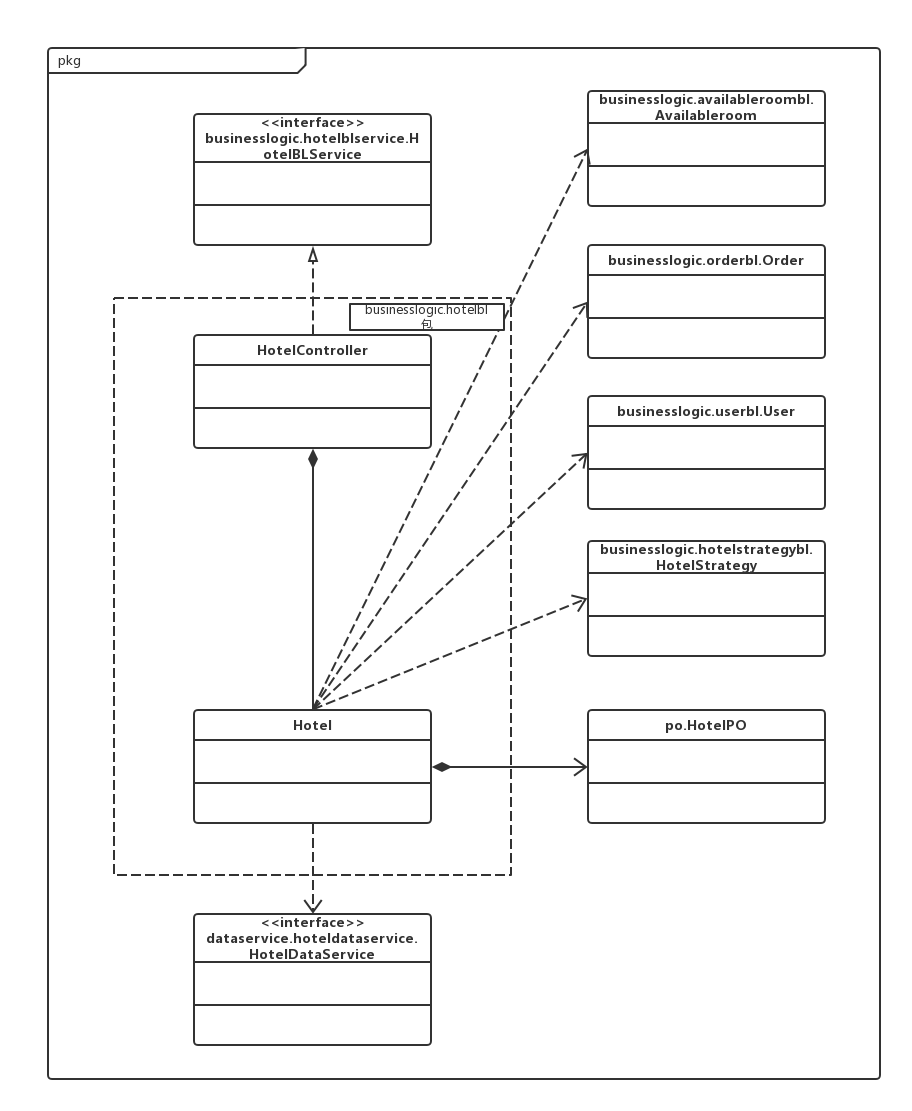 pkg
<<interface>>
businesslogic.hotelblservice.H
otelBLService
businesslogic.availableroombl.
Availableroom
businesslogic.orderbl.Order
businesslogic.hotelbl
包
HotelController
businesslogic.userbl.User
businesslogic.hotelstrategybl.
HotelStrategy
Hotel
po.HotelPO
<<interface>>
dataservice.hoteldataservice.
HotelDataService